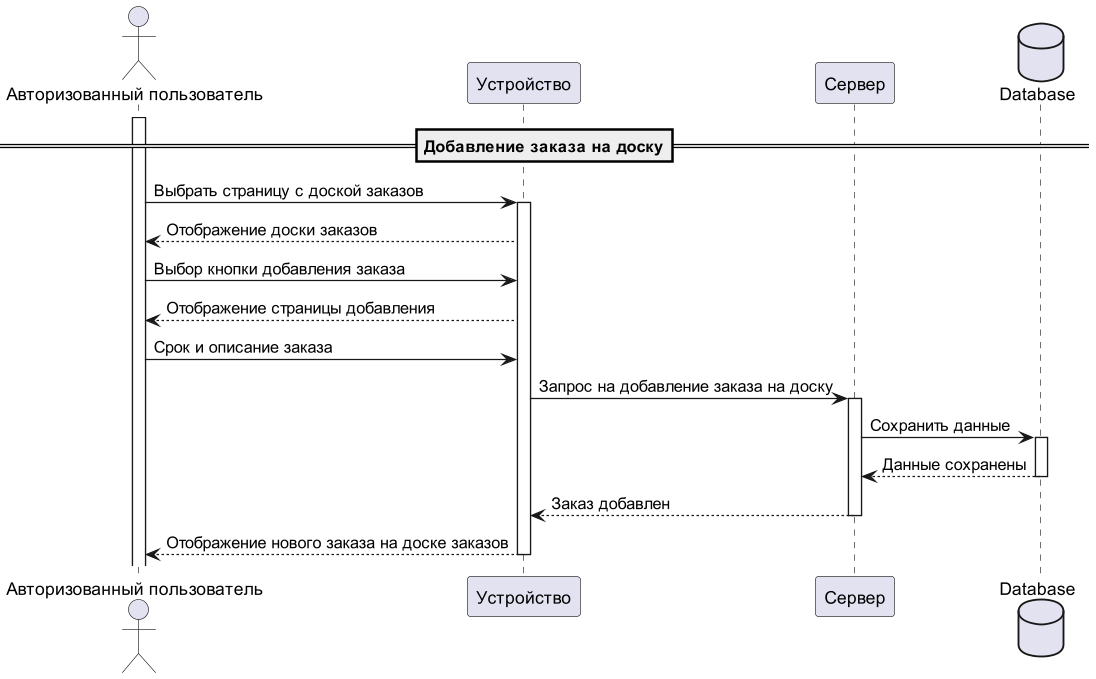 Авторизованный пользователь
Устройство
Сервер
Database
Добавление заказа на доску
Выбрать страницу с доской заказов
Отображение доски заказов
Выбор кнопки добавления заказа
Отображение страницы добавления
Срок и описание заказа
Запрос на добавление заказа на доску
Сохранить данные
Данные сохранены
Заказ добавлен
Отображение нового заказа на доске заказов
Авторизованный пользователь
Устройство
Сервер
Database